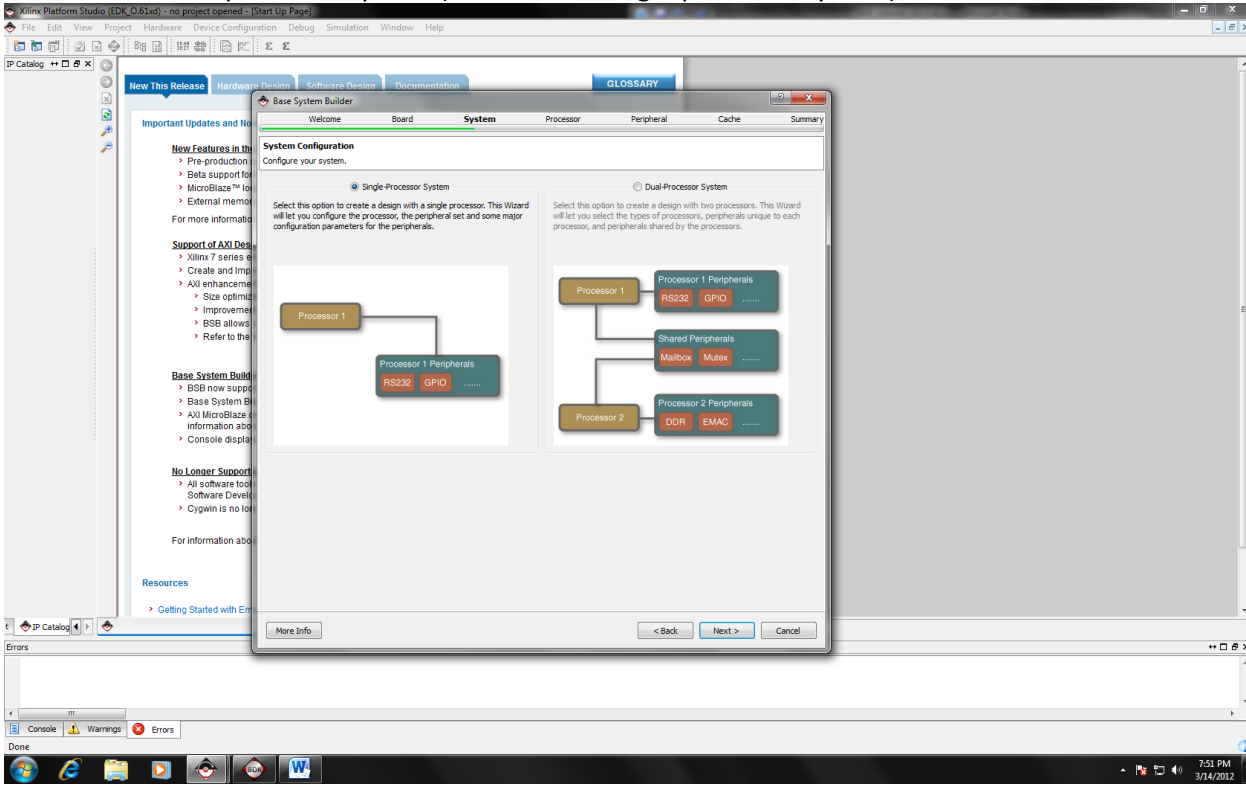 Xilinx Platform Studio (EDK_O.61xd) - no project opened - [Start Up Page]
File Edit View Project Hardware Device Configuration Debug Simulation Window Help
IP Catalog
New This Release Hardware Design Software Design Documentation GLOSSARY
Important Updates and No
New Features in th
Pre-production
Beta support for
MicroBlaze™ lo
External memor
For more informatio
Support of AXI Des
Xilinx 7 series e
Create and Imp
AXI enhanceme
Size optimiz
Improvemen
BSB allows
Refer to the
Base System Build
BSB now suppo
Base System B
AXI MicroBlaze
information abo
Console display
No Longer Support
All software tool
Software Develo
Cygwin is no lon
For information abo
Resources
Getting Started with Em
Base System Builder
Welcome Board System Processor Peripheral Cache Summary
System Configuration
Configure your system.
Single-Processor System
Select this option to create a design with a single processor. This Wizard
will let you configure the processor, the peripheral set and some major
configuration parameters for the peripherals.
Processor 1
Processor 1 Peripherals
RS232 GPIO .......
Dual-Processor System
Select this option to create a design with two processors. This Wizard
will let you select the types of processors, peripherals unique to each
processor, and peripherals shared by the processors.
Processor 1
Processor 1 Peripherals
RS232 GPIO .......
Shared Peripherals
Mailbox Mutex .......
Processor 2
Processor 2 Peripherals
DDR EMAC .......
More Info < Back Next > Cancel
t IP Catalog
Errors
Console Warnings Errors
Done
SDK
7:51 PM
3/14/2012